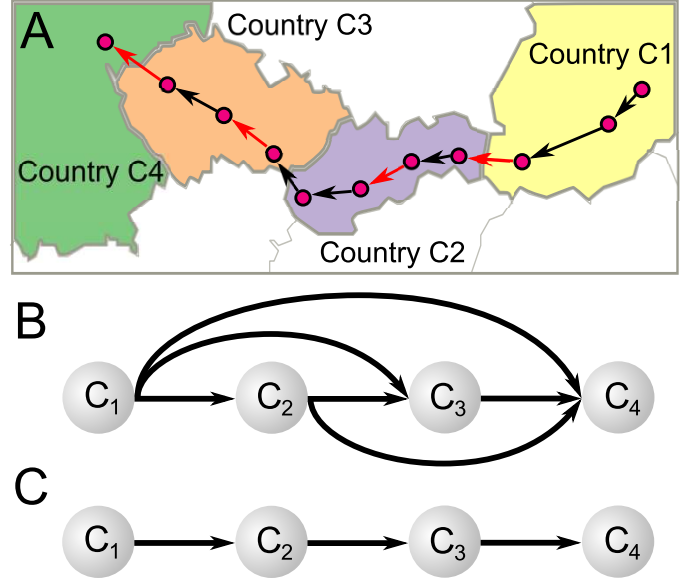 A
Country C3
Country C1
Country C4
Country C2
B
C₁ C₂ C₃ C₄
C
C₁ C₂ C₃ C₄